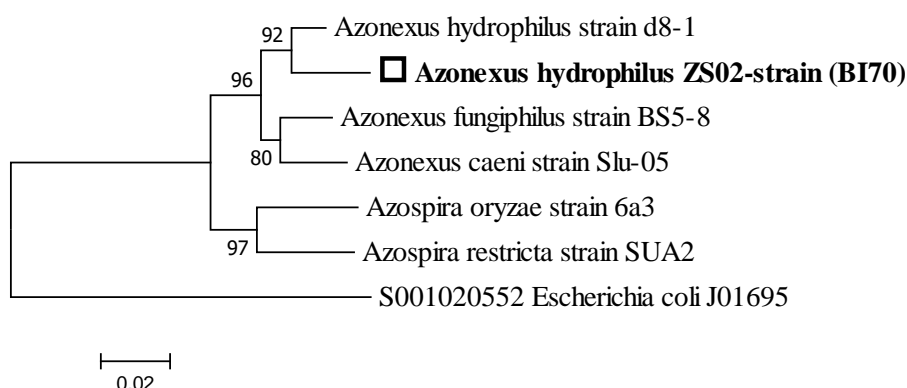 92
Azonexus hydrophilus strain d8-1
Azonexus hydrophilus ZS02-strain (BI70)
96
Azonexus fungiphilus strain BS5-8
80
Azonexus caeni strain Slu-05
Azospira oryzae strain 6a3
97
Azospira restricta strain SUA2
S001020552 Escherichia coli J01695
0.02